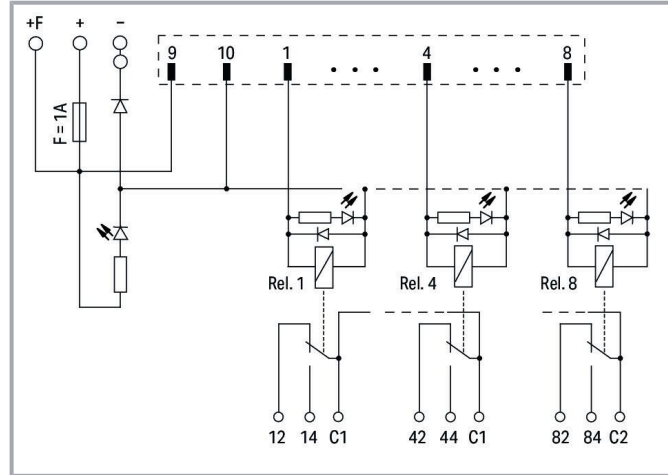 +F + −
9 10 1 • • • 4 • • • 8
F = 1A
Rel. 1 Rel. 4 Rel. 8
12 14 C1 42 44 C1 82 84 C2